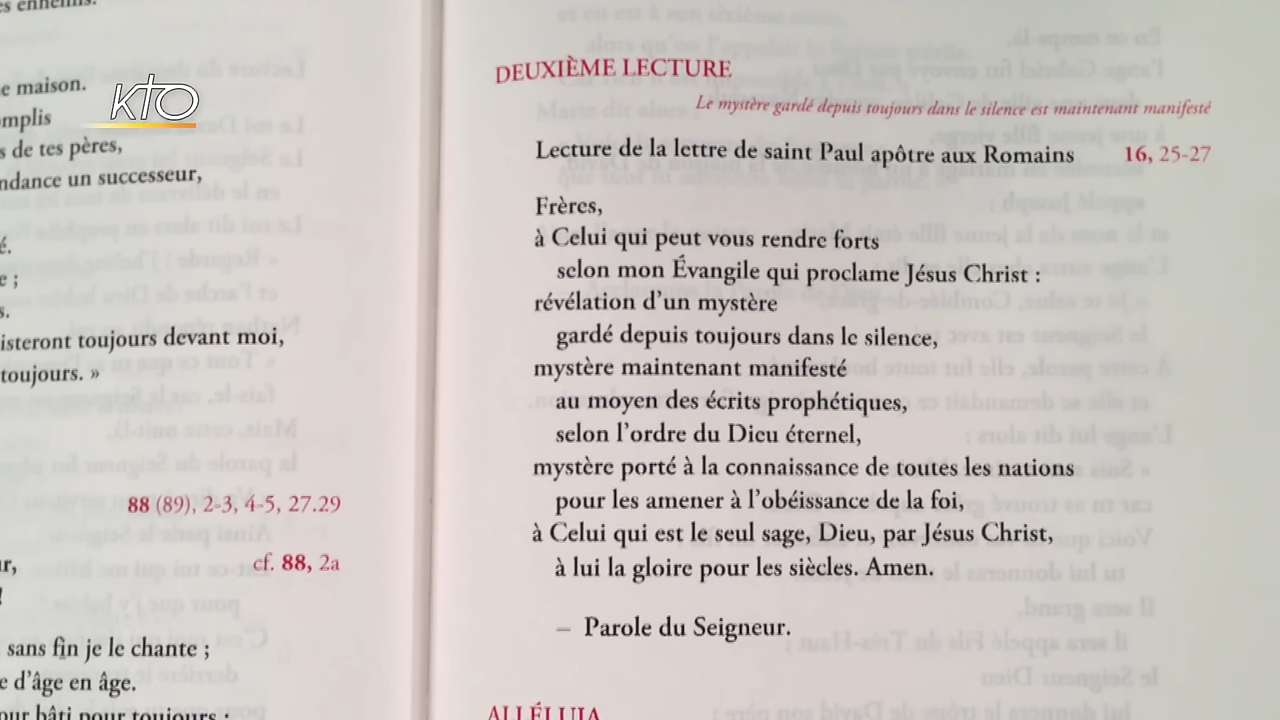 es ennemis.
e maison.
mplis
s de tes pères,
ndance un successeur,
é.
e ;
s.
isteront toujours devant moi,
toujours. »
88 (89), 2-3, 4-5, 27.29
cf. 88, 2a
ur,
!
sans fin je le chante ;
e d'âge en âge.
our bâti pour toujours ;
KTO
DEUXIÈME LECTURE
Le mystère gardé depuis toujours dans le silence est maintenant manifesté
Lecture de la lettre de saint Paul apôtre aux Romains 16, 25-27
Frères,
à Celui qui peut vous rendre forts
selon mon Évangile qui proclame Jésus Christ :
révélation d'un mystère
gardé depuis toujours dans le silence,
mystère maintenant manifesté
au moyen des écrits prophétiques,
selon l'ordre du Dieu éternel,
mystère porté à la connaissance de toutes les nations
pour les amener à l'obéissance de la foi,
à Celui qui est le seul sage, Dieu, par Jésus Christ,
à lui la gloire pour les siècles. Amen.
– Parole du Seigneur.
ALLÉLUIA